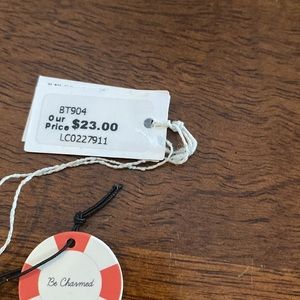 BT904
Our
Price $23.00
LC0227911
Be Charmed